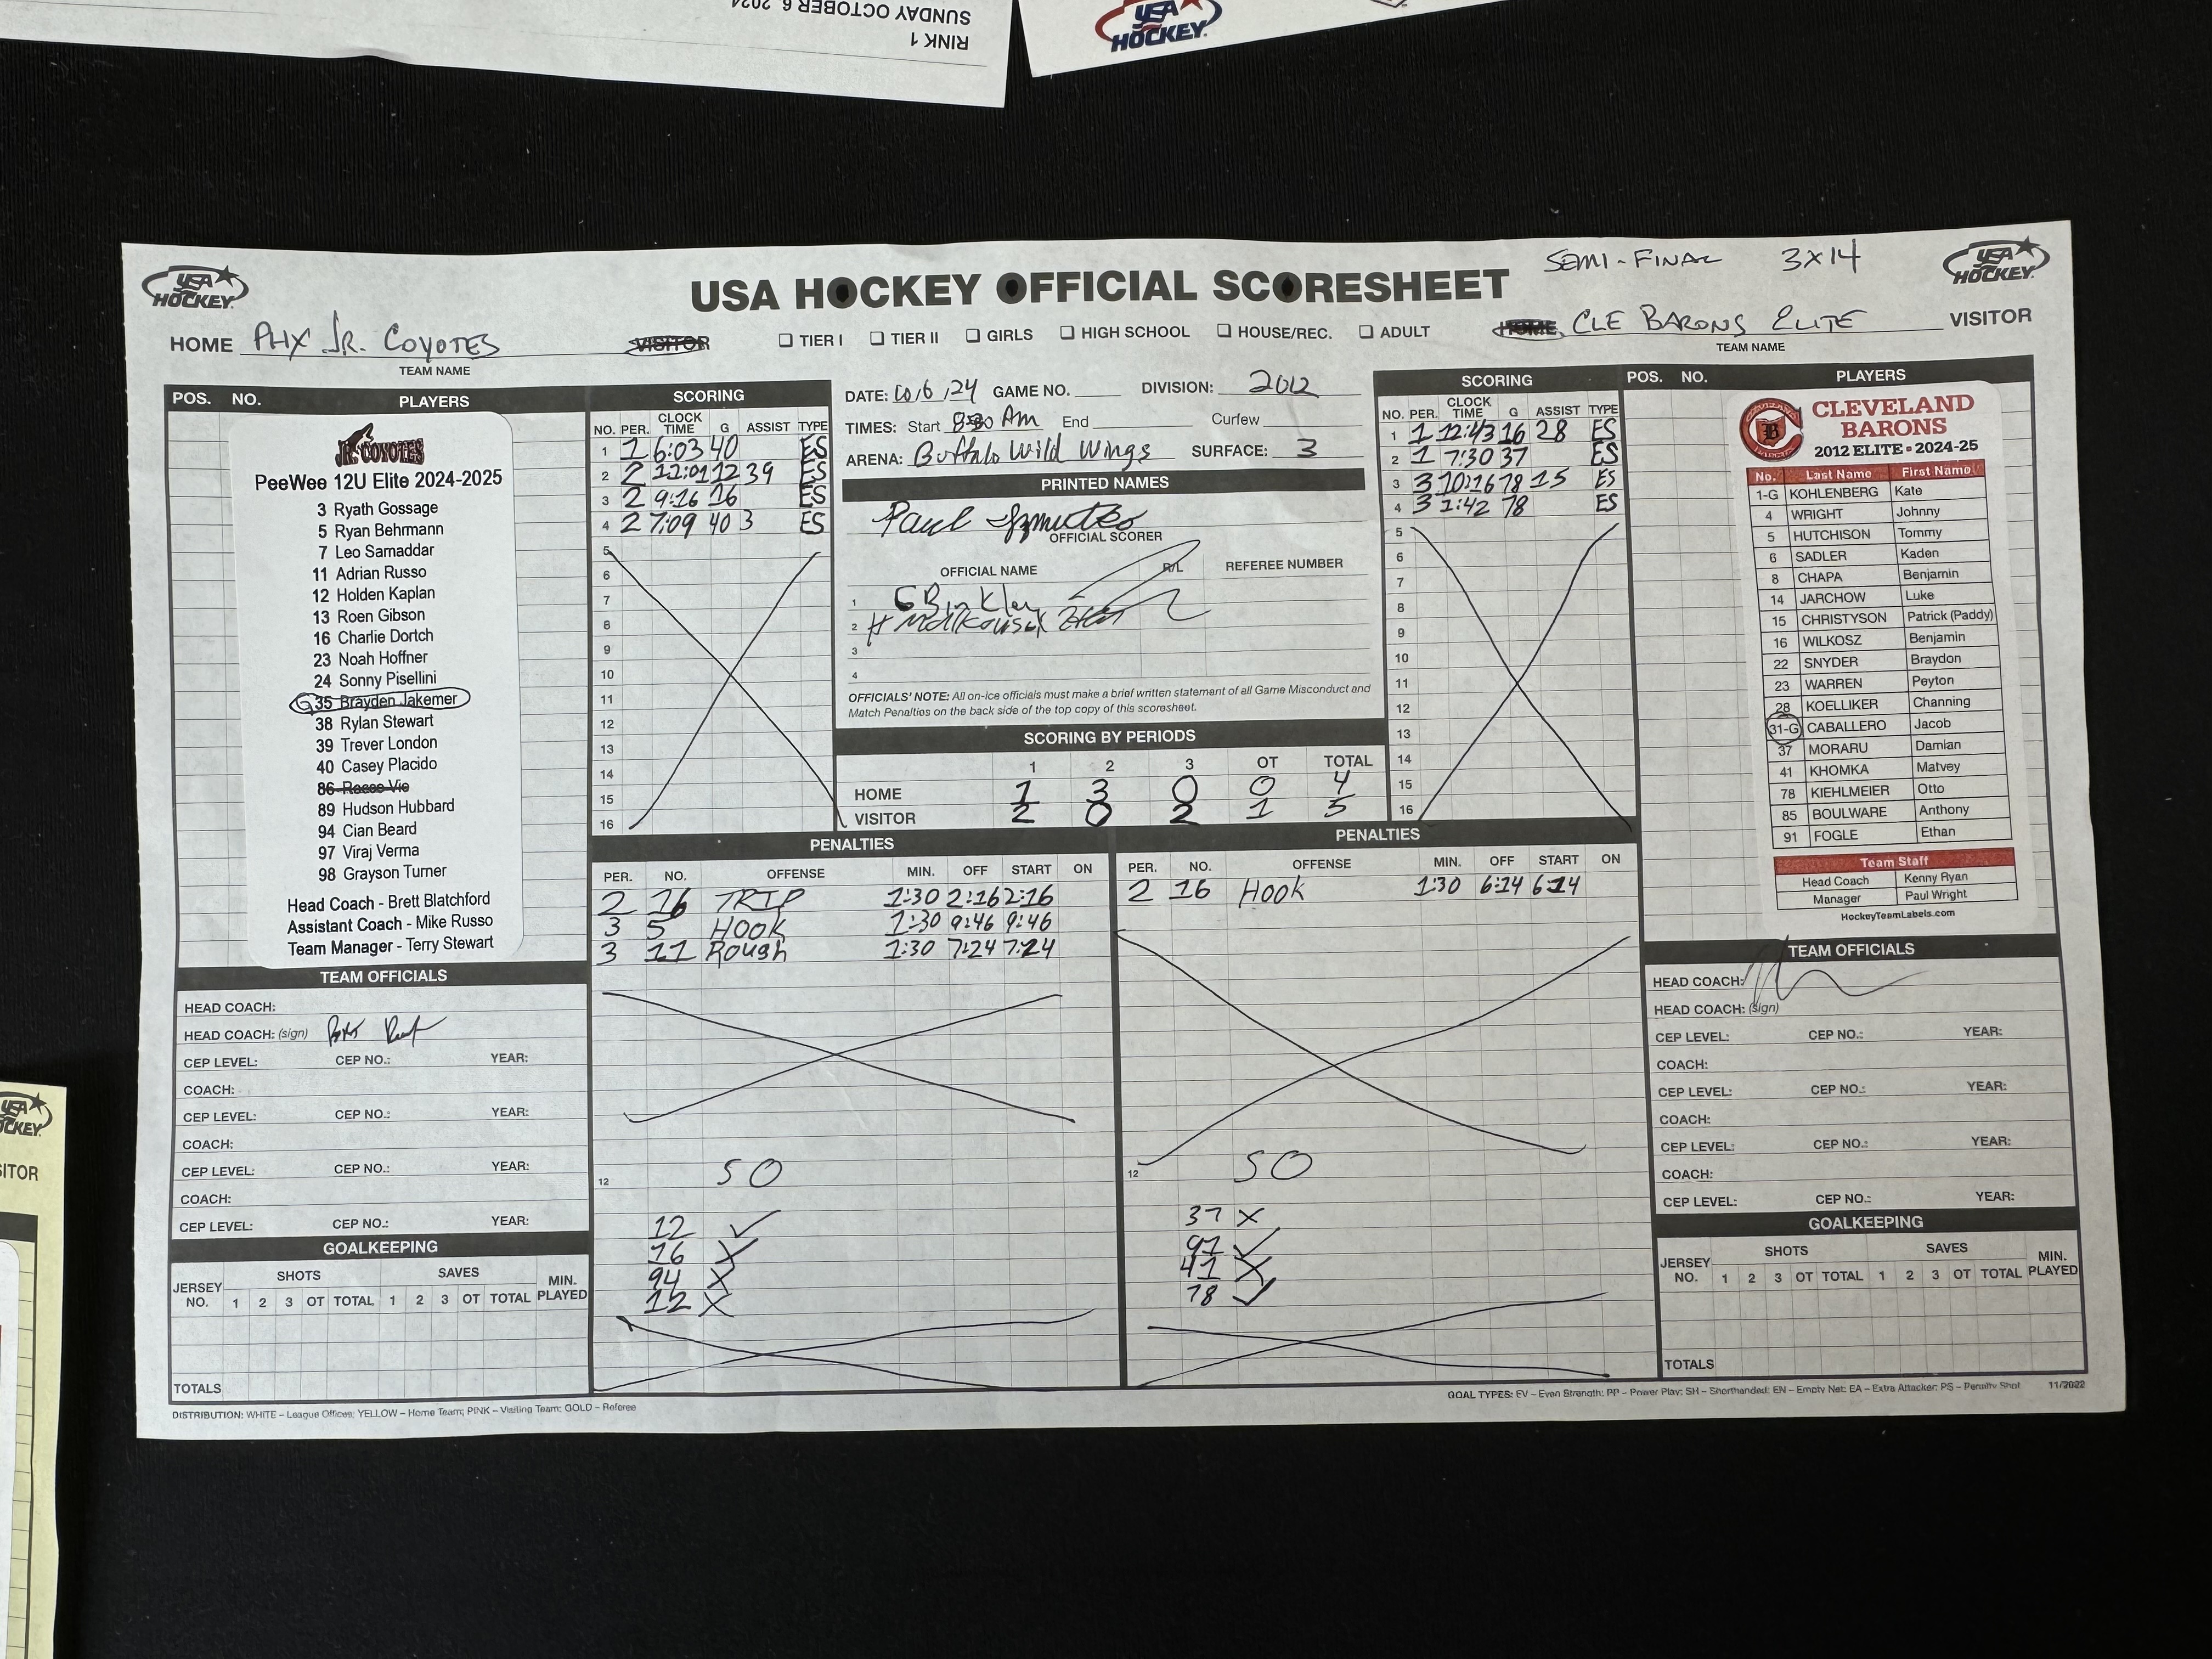 SUNDAY OCTOBER 6, 2024
RINK 1
USA HOCKEY
USA HOCKEY
SEMI-FINAL 3X14
USA HOCKEY
USA HOCKEY OFFICIAL SCORESHEET
HOME PHX JR. COYOTES VISITOR
TEAM NAME
☐ TIER I ☐ TIER II ☐ GIRLS ☐ HIGH SCHOOL ☐ HOUSE/REC. ☐ ADULT
HOME CLE BARONS ELITE VISITOR
TEAM NAME
POS. NO. PLAYERS
JR. COYOTES
PeeWee 12U Elite 2024-2025
3 Ryath Gossage
5 Ryan Behrmann
7 Leo Samaddar
11 Adrian Russo
12 Holden Kaplan
13 Roen Gibson
16 Charlie Dortch
23 Noah Hoffner
24 Sonny Pisellini
G 35 Brayden Jakemer
38 Rylan Stewart
39 Trever London
40 Casey Placido
86 Reece Vio
89 Hudson Hubbard
94 Cian Beard
97 Viraj Verma
98 Grayson Turner
Head Coach - Brett Blatchford
Assistant Coach - Mike Russo
Team Manager - Terry Stewart
SCORING
NO. PER. CLOCK TIME G ASSIST TYPE
1 1 6:03 40 ES
2 2 11:01 12 39 ES
3 2 9:16 16 ES
4 2 7:09 40 3 ES
5
6
7
8
9
10
11
12
13
14
15
16
DATE: 10/6/24 GAME NO. DIVISION: 2012
TIMES: Start 8:30 AM End Curfew
ARENA: Buffalo Wild Wings SURFACE: 3
PRINTED NAMES
Paul
OFFICIAL SCORER
OFFICIAL NAME R/L REFEREE NUMBER
1
2
3
4
OFFICIALS' NOTE: All on-ice officials must make a brief written statement of all Game Misconduct and
Match Penalties on the back side of the top copy of this scoresheet.
SCORING BY PERIODS
1 2 3 OT TOTAL
HOME 1 3 0 0 4
VISITOR 2 0 2 1 5
SCORING
NO. PER. CLOCK TIME G ASSIST TYPE
1 1 12:43 16 28 ES
2 1 7:30 37 ES
3 3 10:16 78 15 ES
4 3 1:42 78 ES
5
6
7
8
9
10
11
12
13
14
15
16
POS. NO. PLAYERS
CLEVELAND
BARONS
2012 ELITE • 2024-25
No. Last Name First Name
1-G KOHLENBERG Kate
4 WRIGHT Johnny
5 HUTCHISON Tommy
6 SADLER Kaden
8 CHAPA Benjamin
14 JARCHOW Luke
15 CHRISTYSON Patrick (Paddy)
16 WILKOSZ Benjamin
22 SNYDER Braydon
23 WARREN Peyton
28 KOELLIKER Channing
31-G CABALLERO Jacob
37 MORARU Damian
41 KHOMKA Matvey
78 KIEHLMEIER Otto
85 BOULWARE Anthony
91 FOGLE Ethan
Team Staff
Head Coach Kenny Ryan
Manager Paul Wright
HockeyTeamLabels.com
PENALTIES
PER. NO. OFFENSE MIN. OFF START ON
2 16 TRIP 1:30 2:16 2:16
3 5 HOOK 1:30 9:46 9:46
3 11 Rough 1:30 7:24 7:24
12 SO
12 ✓
16 X
94 X
12 X
PENALTIES
PER. NO. OFFENSE MIN. OFF START ON
2 16 Hook 1:30 6:14 6:14
12 SO
37 X
91 ✓
41 X
78 ✓
TEAM OFFICIALS
HEAD COACH:
HEAD COACH: (sign)
CEP LEVEL: CEP NO.: YEAR:
COACH:
CEP LEVEL: CEP NO.: YEAR:
COACH:
CEP LEVEL: CEP NO.: YEAR:
COACH:
CEP LEVEL: CEP NO.: YEAR:
GOALKEEPING
JERSEY NO. SHOTS 1 2 3 OT TOTAL SAVES 1 2 3 OT TOTAL MIN. PLAYED
TOTALS
TEAM OFFICIALS
HEAD COACH:
HEAD COACH: (sign)
CEP LEVEL: CEP NO.: YEAR:
COACH:
CEP LEVEL: CEP NO.: YEAR:
COACH:
CEP LEVEL: CEP NO.: YEAR:
COACH:
CEP LEVEL: CEP NO.: YEAR:
GOALKEEPING
JERSEY NO. SHOTS 1 2 3 OT TOTAL SAVES 1 2 3 OT TOTAL MIN. PLAYED
TOTALS
DISTRIBUTION: WHITE – League Offices; YELLOW – Home Team; PINK – Visiting Team; GOLD – Referee
GOAL TYPES: EV – Even Strength; PP – Power Play; SH – Shorthanded; EN – Empty Net; EA – Extra Attacker; PS – Penalty Shot 11/2022